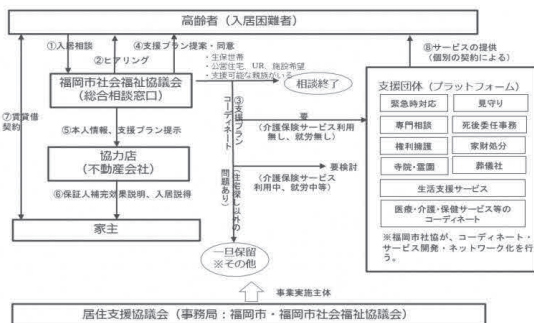 高齢者（入居困難者）
①入居相談
④支援プラン提案・同意
②ヒアリング
・生保世帯
・公営住宅、UR、施設希望
・支援可能な親族がいる
⑧サービスの提供
（個別の契約による）
福岡市社会福祉協議会
（総合相談窓口）
相談終了
支援団体（プラットフォーム）
緊急時対応
見守り
専門相談
死後委任事務
権利擁護
家財処分
寺院・霊園
葬儀社
生活支援サービス
医療・介護・保健サービス等の
コーディネート
※福岡市社協が、コーディネート・
サービス開発・ネットワーク化を行
う。
③支援プラン
コーディネート
要
（介護保険サービス利用
無し、就労無し）
⑦賃貸借
契約
⑤本人情報、支援プラン提示
協力店
（不動産会社）
要検討
（介護保険サービス
利用中、就労中等）
⑥保証人補完効果説明、入居説得
（住宅探し以外の
問題あり）
家主
一旦保留
※その他
事業実施主体
居住支援協議会（事務局：福岡市・福岡市社会福祉協議会）